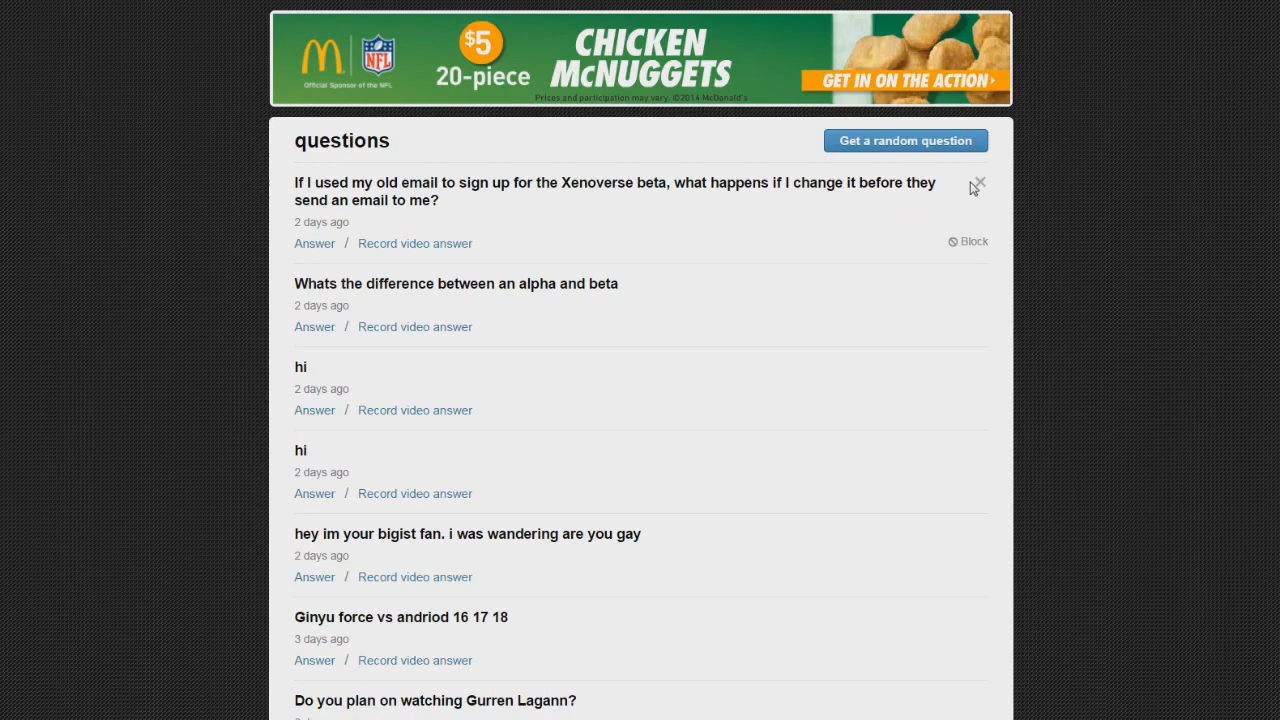 NFL
Official Sponsor of the NFL
$5
20-piece
CHICKEN
McNUGGETS
GET IN ON THE ACTION
Prices and participation may vary. ©2014 McDonald's
questions
Get a random question
If I used my old email to sign up for the Xenoverse beta, what happens if I change it before they
send an email to me?
2 days ago
Answer / Record video answer
Block
Whats the difference between an alpha and beta
2 days ago
Answer / Record video answer
hi
2 days ago
Answer / Record video answer
hi
2 days ago
Answer / Record video answer
hey im your bigist fan. i was wandering are you gay
2 days ago
Answer / Record video answer
Ginyu force vs andriod 16 17 18
3 days ago
Answer / Record video answer
Do you plan on watching Gurren Lagann?